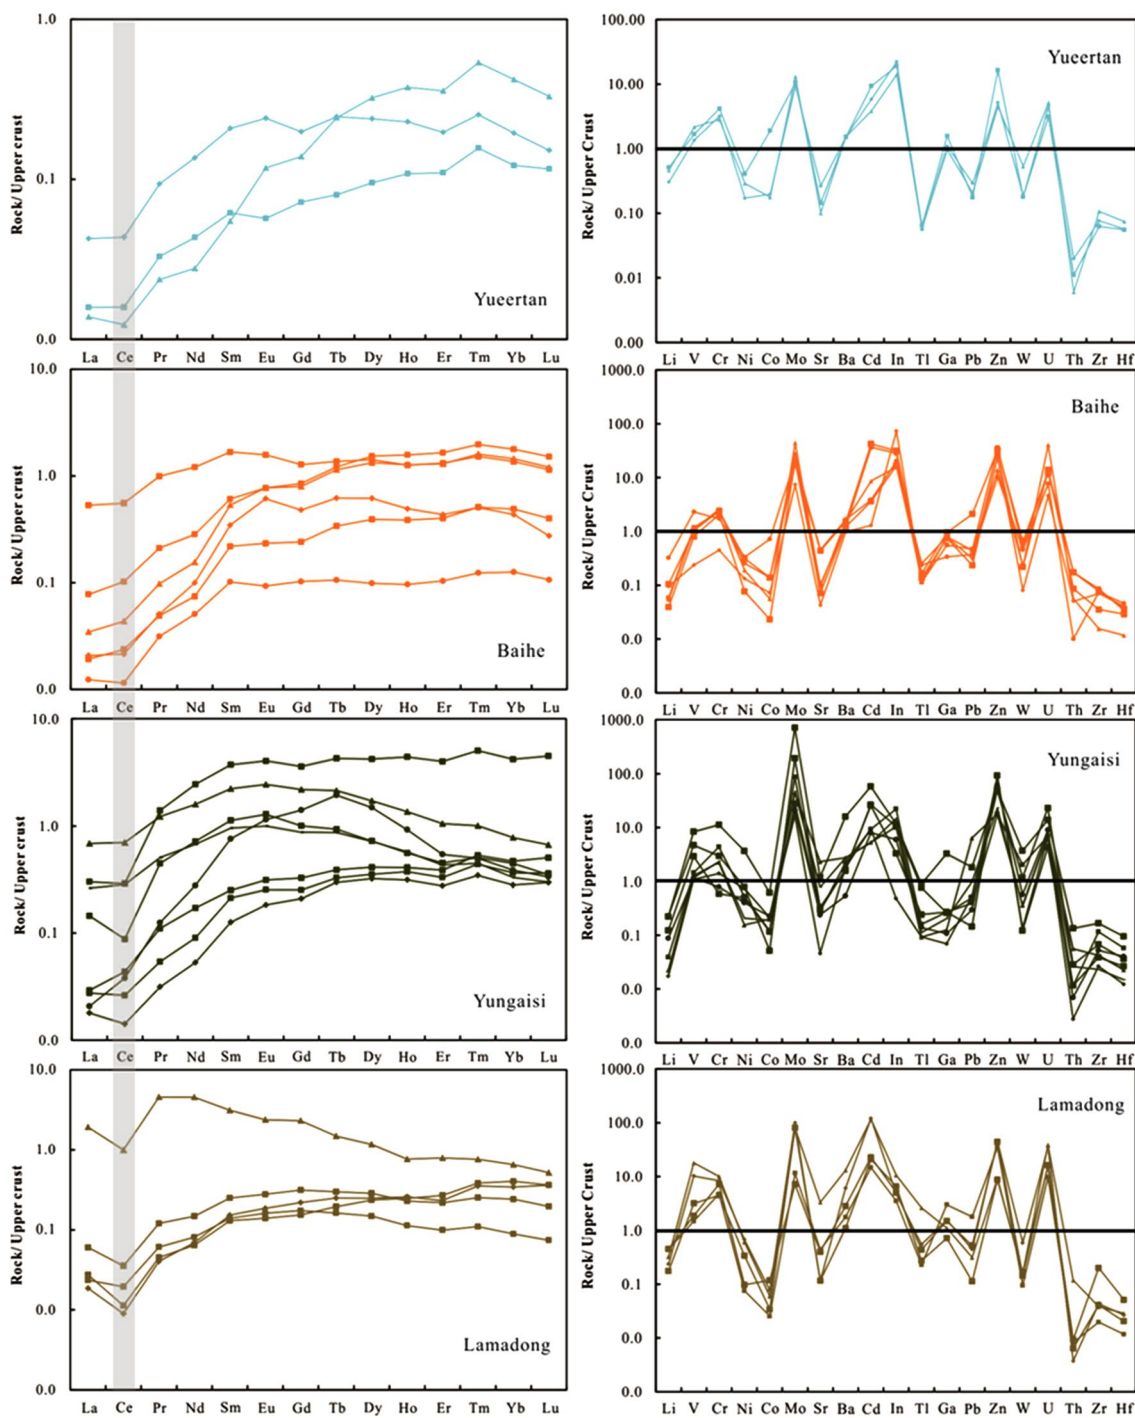 1.0
0.1
0.0
Rock/ Upper Crust
Yueertan
La Ce Pr Nd Sm Eu Gd Tb Dy Ho Er Tm Yb Lu
100.00
10.00
1.00
0.10
0.01
0.00
Rock/ Upper Crust
Yueertan
Li V Cr Ni Co Mo Sr Ba Cd In Tl Ga Pb Zn W U Th Zr Hf
10.0
1.0
0.1
0.0
Rock/ Upper Crust
Baihe
La Ce Pr Nd Sm Eu Gd Tb Dy Ho Er Tm Yb Lu
1000.0
100.0
10.0
1.0
0.1
0.0
0.0
Rock/ Upper Crust
Baihe
Li V Cr Ni Co Mo Sr Ba Cd In Tl Ga Pb Zn W U Th Zr Hf
10.0
1.0
0.1
0.0
Rock/ Upper Crust
Yungaisi
La Ce Pr Nd Sm Eu Gd Tb Dy Ho Er Tm Yb Lu
1000.0
100.0
10.0
1.0
0.1
0.0
0.0
Rock/ Upper Crust
Yungaisi
Li V Cr Ni Co Mo Sr Ba Cd In Tl Ga Pb Zn W U Th Zr Hf
10.0
1.0
0.1
0.0
0.0
Rock/ Upper crust
Lamadong
La Ce Pr Nd Sm Eu Gd Tb Dy Ho Er Tm Yb Lu
1000.0
100.0
10.0
1.0
0.1
0.0
0.0
Rock/ Upper Crust
Lamadong
Li V Cr Ni Co Mo Sr Ba Cd In Tl Ga Pb Zn W U Th Zr Hf